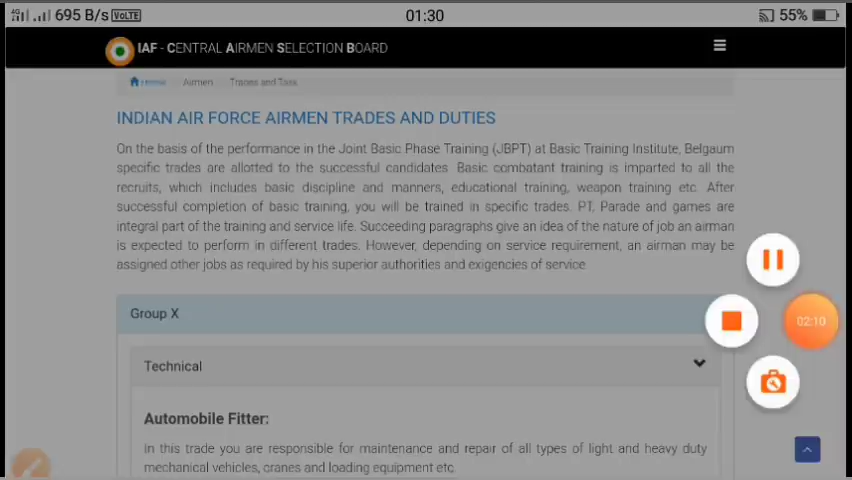 4G 695 B/s VoLTE 01:30 55%
IAF - CENTRAL AIRMEN SELECTION BOARD
Home Airmen Trades and Task
INDIAN AIR FORCE AIRMEN TRADES AND DUTIES
On the basis of the performance in the Joint Basic Phase Training (JBPT) at Basic Training Institute, Belgaum
specific trades are allotted to the successful candidates. Basic combatant training is imparted to all the
recruits, which includes basic discipline and manners, educational training, weapon training etc. After
successful completion of basic training, you will be trained in specific trades. PT, Parade and games are
integral part of the training and service life. Succeeding paragraphs give an idea of the nature of job an airman
is expected to perform in different trades. However, depending on service requirement, an airman may be
assigned other jobs as required by his superior authorities and exigencies of service.
Group X
02:10
Technical
Automobile Fitter:
In this trade you are responsible for maintenance and repair of all types of light and heavy duty
mechanical vehicles, cranes and loading equipment etc.